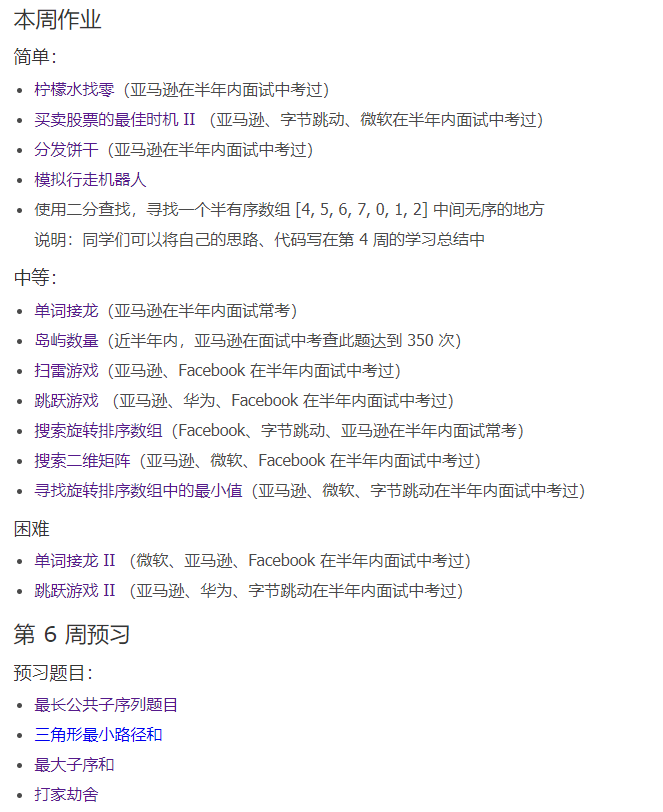 本周作业
简单：
柠檬水找零（亚马逊在半年内面试中考过）
买卖股票的最佳时机 II （亚马逊、字节跳动、微软在半年内面试中考过）
分发饼干（亚马逊在半年内面试中考过）
模拟行走机器人
使用二分查找，寻找一个半有序数组 [4, 5, 6, 7, 0, 1, 2] 中间无序的地方
说明：同学们可以将自己的思路、代码写在第 4 周的学习总结中
中等：
单词接龙（亚马逊在半年内面试常考）
岛屿数量（近半年内，亚马逊在面试中考查此题达到 350 次）
扫雷游戏（亚马逊、Facebook 在半年内面试中考过）
跳跃游戏 （亚马逊、华为、Facebook 在半年内面试中考过）
搜索旋转排序数组（Facebook、字节跳动、亚马逊在半年内面试常考）
搜索二维矩阵（亚马逊、微软、Facebook 在半年内面试中考过）
寻找旋转排序数组中的最小值（亚马逊、微软、字节跳动在半年内面试中考过）
困难
单词接龙 II （微软、亚马逊、Facebook 在半年内面试中考过）
跳跃游戏 II （亚马逊、华为、字节跳动在半年内面试中考过）
第 6 周预习
预习题目：
最长公共子序列题目
三角形最小路径和
最大子序和
打家劫舍